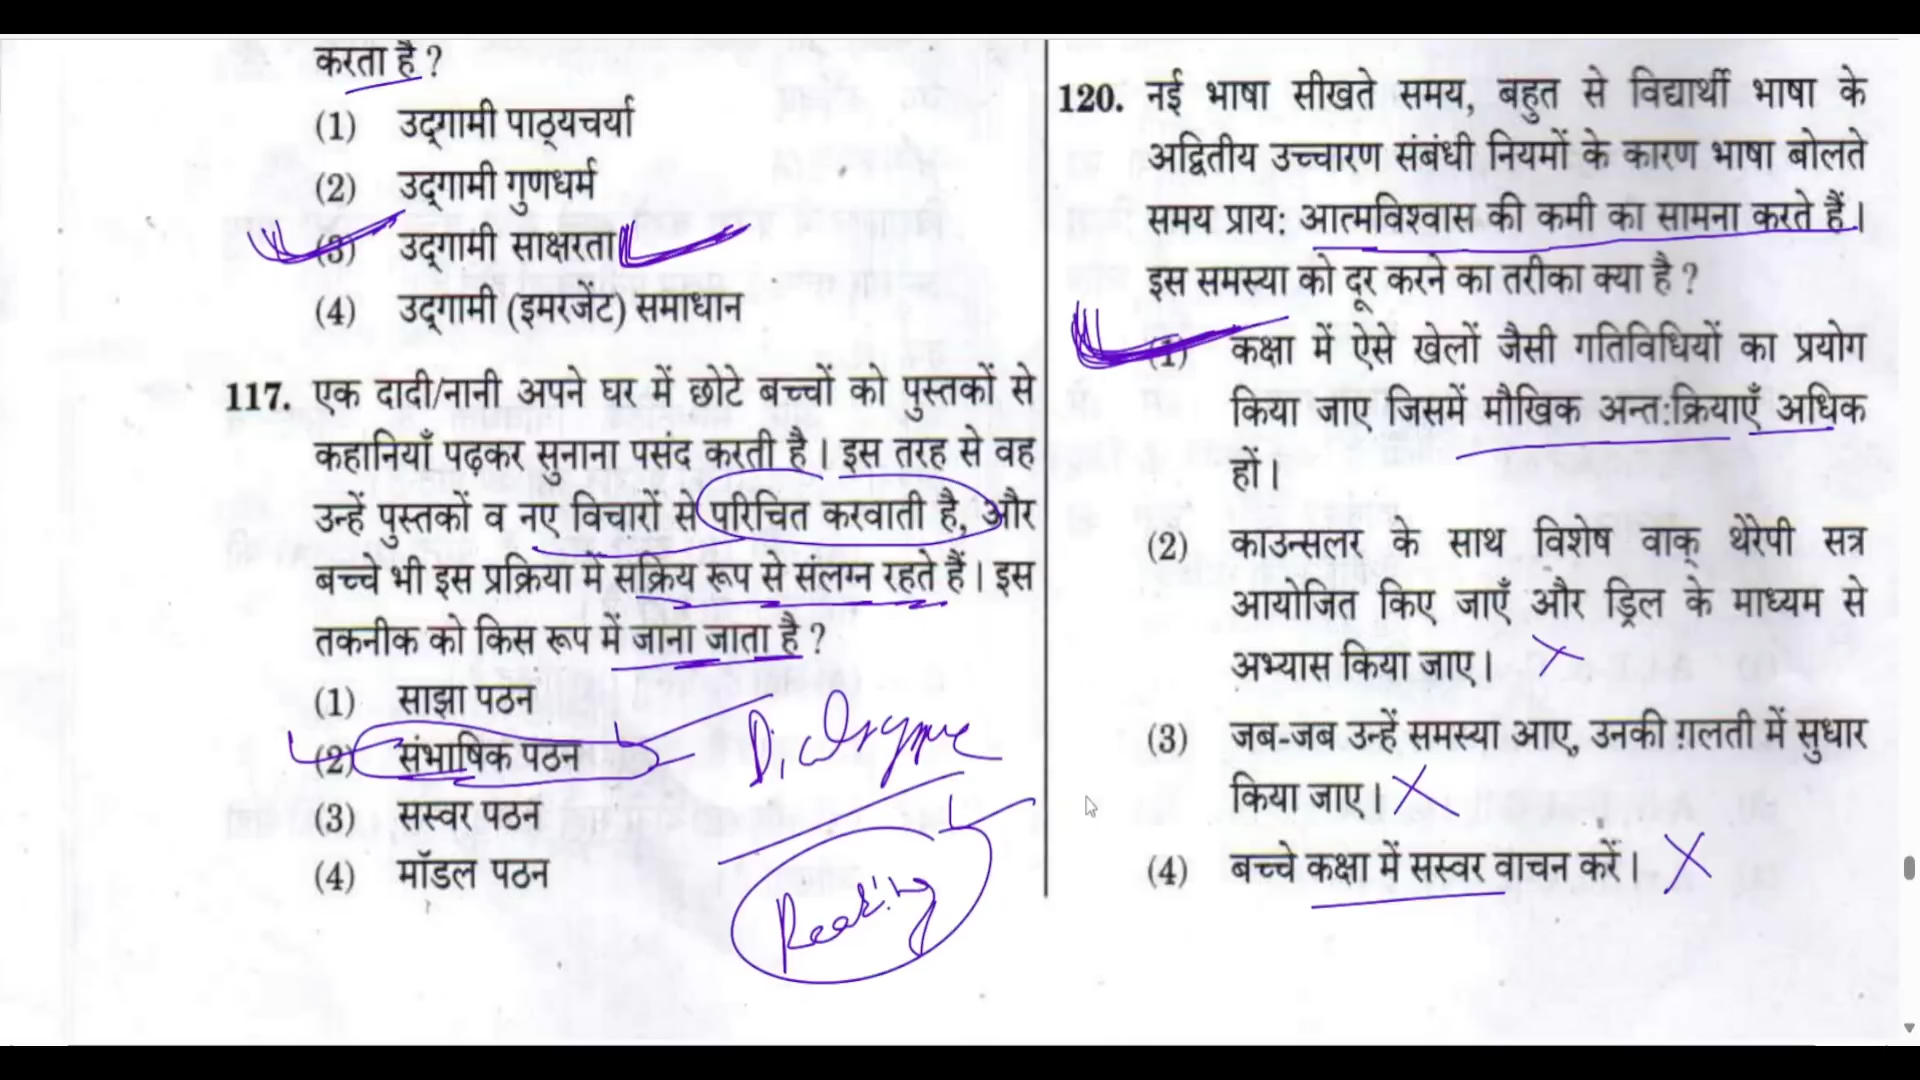 करता है ?
(1) उद्गामी पाठ्यचर्या
(2) उद्गामी गुणधर्म
(3) उद्गामी साक्षरता
(4) उद्गामी (इमरजेंट) समाधान
117. एक दादी/नानी अपने घर में छोटे बच्चों को पुस्तकों से
कहानियाँ पढ़कर सुनाना पसंद करती है । इस तरह से वह
उन्हें पुस्तकों व नए विचारों से परिचित करवाती है, और
बच्चे भी इस प्रक्रिया में सक्रिय रूप से संलग्न रहते हैं । इस
तकनीक को किस रूप में जाना जाता है ?
(1) साझा पठन
(2) संभाषिक पठन
(3) सस्वर पठन
(4) मॉडल पठन
Reading
120. नई भाषा सीखते समय, बहुत से विद्यार्थी भाषा के
अद्वितीय उच्चारण संबंधी नियमों के कारण भाषा बोलते
समय प्राय: आत्मविश्वास की कमी का सामना करते हैं ।
इस समस्या को दूर करने का तरीका क्या है ?
(1) कक्षा में ऐसे खेलों जैसी गतिविधियों का प्रयोग
किया जाए जिसमें मौखिक अन्त:क्रियाएँ अधिक
हों ।
(2) काउन्सलर के साथ विशेष वाक् थेरेपी सत्र
आयोजित किए जाएँ और ड्रिल के माध्यम से
अभ्यास किया जाए ।
(3) जब-जब उन्हें समस्या आए, उनकी ग़लती में सुधार
किया जाए ।
(4) बच्चे कक्षा में सस्वर वाचन करें ।